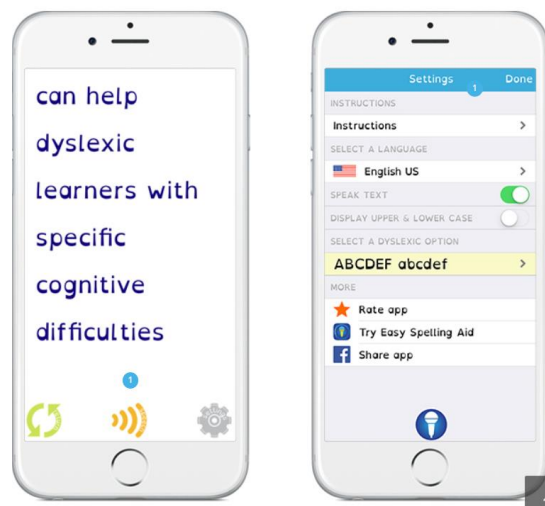 can help
dyslexic
learners with
specific
cognitive
difficulties
1
Settings
1
Done
INSTRUCTIONS
Instructions
SELECT A LANGUAGE
English US
SPEAK TEXT
DISPLAY UPPER & LOWER CASE
SELECT A DYSLEXIC OPTION
ABCDEF abcdef
MORE
Rate app
Try Easy Spelling Aid
Share app